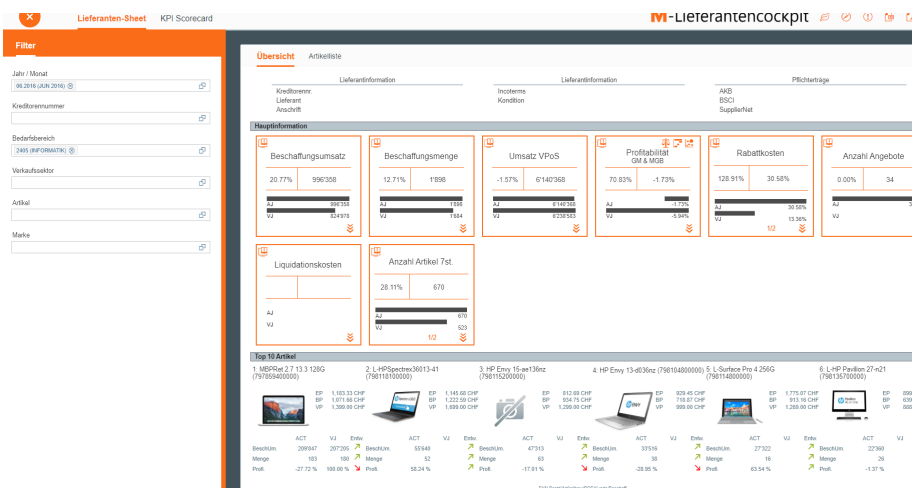 Lieferanten-Sheet KPI Scorecard
M-Lieferantencockpit
Filter
Jahr / Monat
06.2016 (JUN 2016)
Kreditorennummer
Bedarfsbereich
2405 (INFORMATIK)
Verkaufssektor
Artikel
Marke
Übersicht Artikelliste
Lieferantinformation Lieferantinformation Pflichterträge
Kreditorennr Incoterms AKB
Lieferant Kondition BSCI
Anschrift SupplierNet
Hauptinformation
Beschaffungsumsatz
20.77% 996'358
AJ 996'358
VJ 824'978
Beschaffungsmenge
12.71% 1'898
AJ 1'898
VJ 1'684
Umsatz VPoS
-1.57% 6'140'368
AJ 6'140'368
VJ 6'238'583
Profitabilität
GM & MGB
70.83% -1.73%
AJ -1.73%
VJ -5.94%
Rabattkosten
128.91% 30.58%
AJ 30.58%
VJ 13.36%
1/2
Anzahl Angebote
0.00% 34
AJ 3
VJ
Liquidationskosten
AJ
VJ
Anzahl Artikel 7st.
28.11% 670
AJ 670
VJ 523
1/2
Top 10 Artikel
1: MBPRet 2.7 13.3 128G
(797859400000)
EP 1,183.33 CHF
BP 1,071.66 CHF
VP 1,399.00 CHF
ACT VJ Entw.
BeschUm. 209'847 207'205
Menge 183 180
Profi. -27.72 % 100.00 %
2: L-HPSpectrex36013-41
(798118100000)
EP 1,145.68 CHF
BP 1,222.59 CHF
VP 1,699.00 CHF
ACT VJ Entw.
BeschUm. 55'648
Menge 52
Profi. 58.24 %
3: HP Envy 15-ae136nz
(798115200000)
EP 812.69 CHF
BP 934.75 CHF
VP 1,299.00 CHF
ACT VJ Entw.
BeschUm. 47'313
Menge 63
Profi. -17.01 %
4: HP Envy 13-d036nz (798104800000)
EP 929.45 CHF
BP 718.87 CHF
VP 999.00 CHF
ACT VJ Entw.
BeschUm. 33'516
Menge 38
Profi. -28.95 %
5: L-Surface Pro 4 256G
(798114800000)
EP 1,775.07 CHF
BP 913.16 CHF
VP 1,269.00 CHF
ACT VJ Entw.
BeschUm. 27'322
Menge 16
Profi. 63.54 %
6: L-HP Pavilion 27-n21
(798135700000)
EP 899
BP 639
VP 888
ACT VJ
BeschUm. 22'360
Menge 26
Profi. -1.37 %